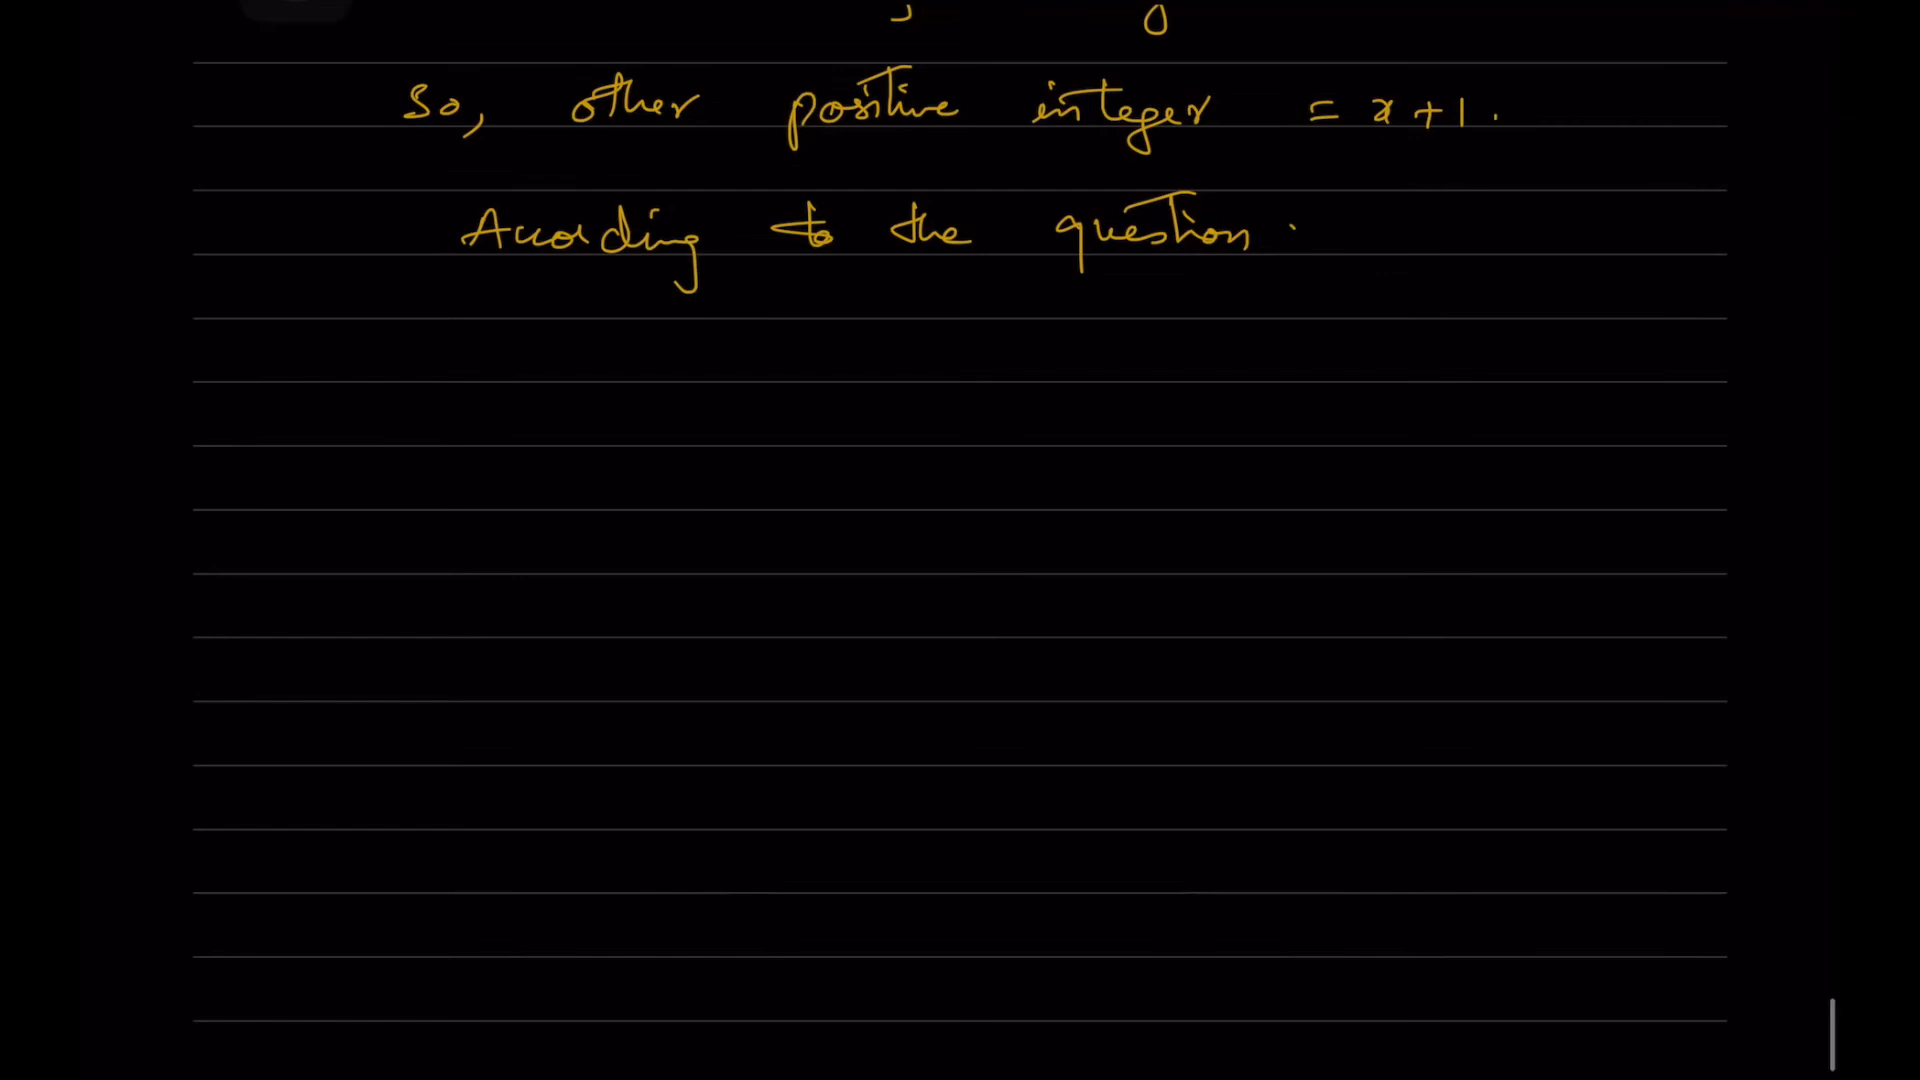 So, other positive integer = x + 1.
According to the question.